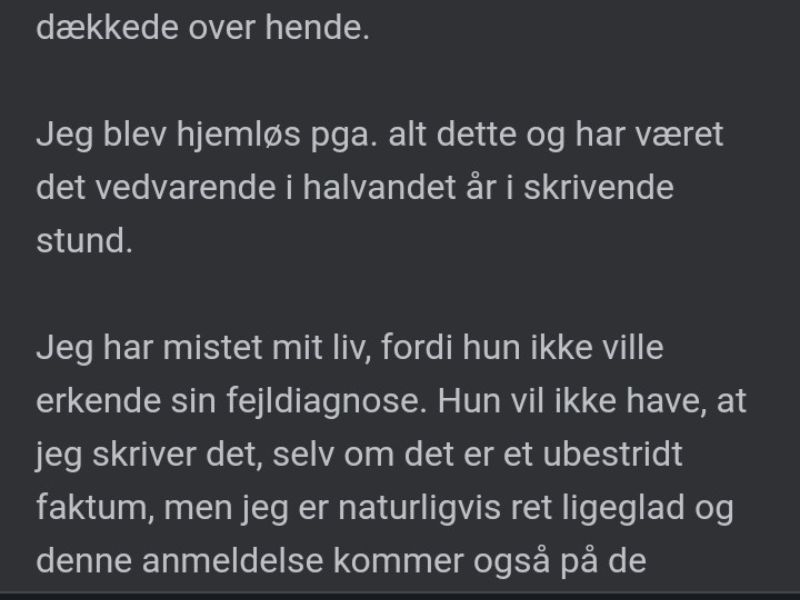 dækkede over hende.
Jeg blev hjemløs pga. alt dette og har været
det vedvarende i halvandet år i skrivende
stund.
Jeg har mistet mit liv, fordi hun ikke ville
erkende sin fejldiagnose. Hun vil ikke have, at
jeg skriver det, selv om det er et ubestridt
faktum, men jeg er naturligvis ret ligeglad og
denne anmeldelse kommer også på de